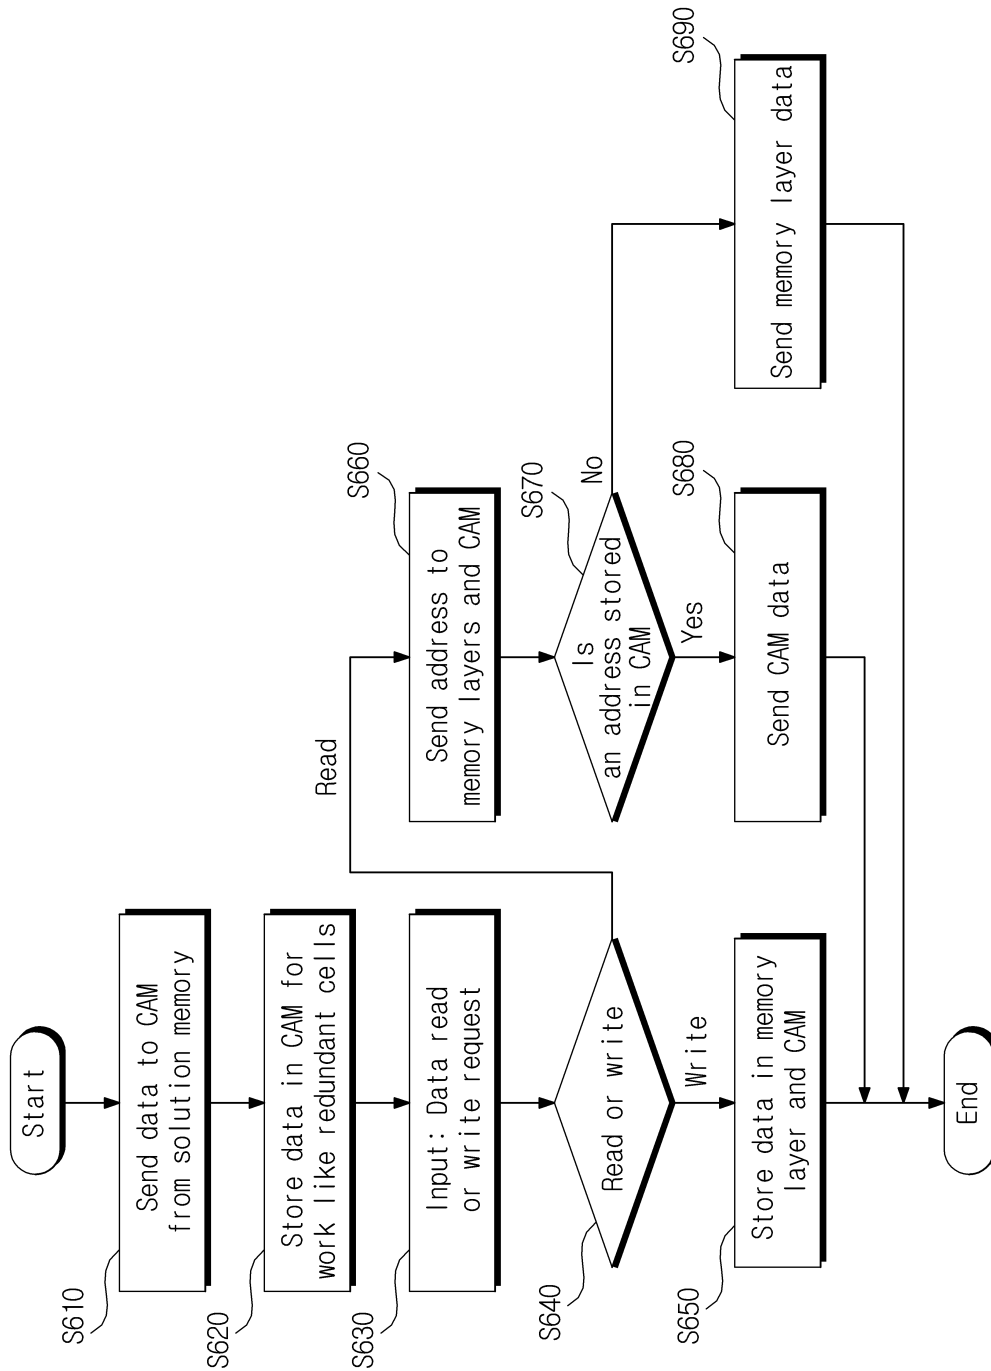 Start
S610
Send data to CAM
from solution memory
S620
Store data in CAM for
work like redundant cells
S630
Input: Data read
or write request
S640
Read or write
Read
Write
S650
Store data in memory
layer and CAM
S660
Send address to
memory layers and CAM
S670
Is
an address stored
in CAM
No
Yes
S680
Send CAM data
S690
Send memory layer data
End